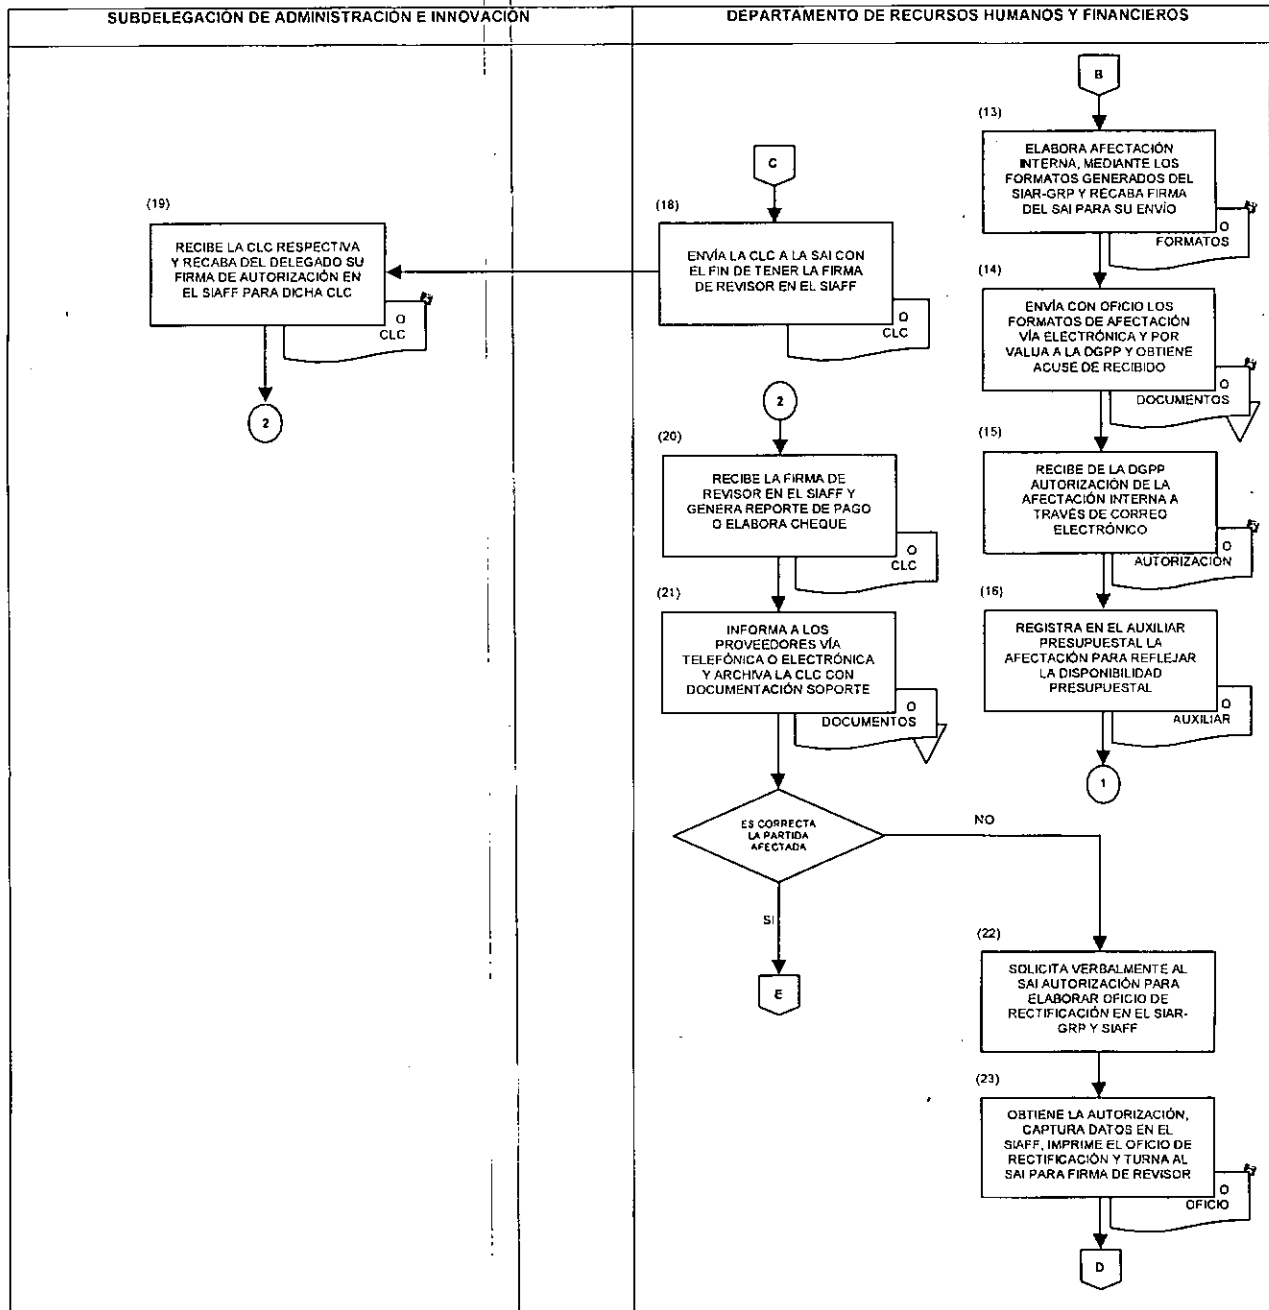 SUBDELEGACIÓN DE ADMINISTRACIÓN E INNOVACIÓN
DEPARTAMENTO DE RECURSOS HUMANOS Y FINANCIEROS
B
(13)
ELABORA AFECTACIÓN
INTERNA, MEDIANTE LOS
FORMATOS GENERADOS DEL
SIAR-GRP Y RECABA FIRMA
DEL SAI PARA SU ENVÍO
O
FORMATOS
(14)
ENVÍA CON OFICIO LOS
FORMATOS DE AFECTACIÓN
VÍA ELECTRÓNICA Y POR
VALUA A LA DGPP Y OBTIENE
ACUSE DE RECIBIDO
O
DOCUMENTOS
(15)
RECIBE DE LA DGPP
AUTORIZACIÓN DE LA
AFECTACIÓN INTERNA A
TRAVÉS DE CORREO
ELECTRÓNICO
O
AUTORIZACIÓN
(16)
REGISTRA EN EL AUXILIAR
PRESUPUESTAL LA
AFECTACIÓN PARA REFLEJAR
LA DISPONIBILIDAD
PRESUPUESTAL
O
AUXILIAR
1
C
(18)
ENVÍA LA CLC A LA SAI CON
EL FIN DE TENER LA FIRMA
DE REVISOR EN EL SIAFF
O
CLC
(19)
RECIBE LA CLC RESPECTIVA
Y RECABA DEL DELEGADO SU
FIRMA DE AUTORIZACIÓN EN
EL SIAFF PARA DICHA CLC
O
CLC
2
2
(20)
RECIBE LA FIRMA DE
REVISOR EN EL SIAFF Y
GENERA REPORTE DE PAGO
O ELABORA CHEQUE
O
CLC
(21)
INFORMA A LOS
PROVEEDORES VÍA
TELEFÓNICA O ELECTRÓNICA
Y ARCHIVA LA CLC CON
DOCUMENTACIÓN SOPORTE
O
DOCUMENTOS
ES CORRECTA
LA PARTIDA
AFECTADA
NO
SI
E
(22)
SOLICITA VERBALMENTE AL
SAI AUTORIZACIÓN PARA
ELABORAR OFICIO DE
RECTIFICACIÓN EN EL SIAR-
GRP Y SIAFF
(23)
OBTIENE LA AUTORIZACIÓN,
CAPTURA DATOS EN EL
SIAFF, IMPRIME EL OFICIO DE
RECTIFICACIÓN Y TURNA AL
SAI PARA FIRMA DE REVISOR
O
OFICIO
D